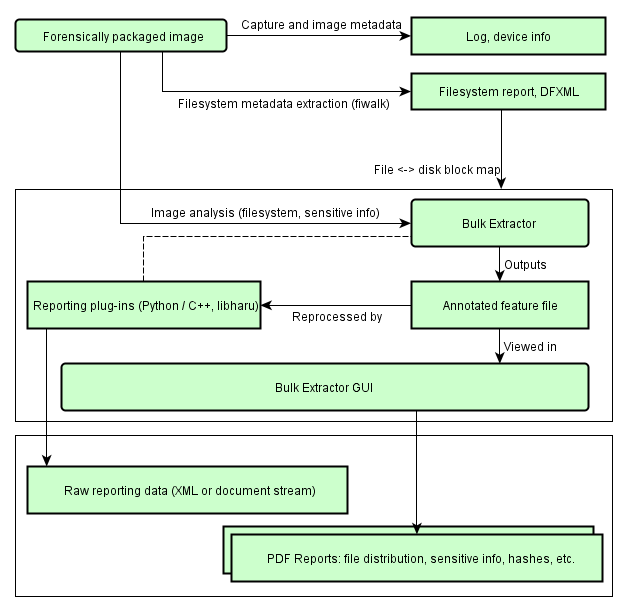 Forensically packaged image
Capture and image metadata
Log, device info
Filesystem metadata extraction (fiwalk)
Filesystem report, DFXML
File <-> disk block map
Image analysis (filesystem, sensitive info)
Bulk Extractor
Outputs
Reporting plug-ins (Python / C++, libharu)
Reprocessed by
Annotated feature file
Viewed in
Bulk Extractor GUI
Raw reporting data (XML or document stream)
PDF Reports: file distribution, sensitive info, hashes, etc.